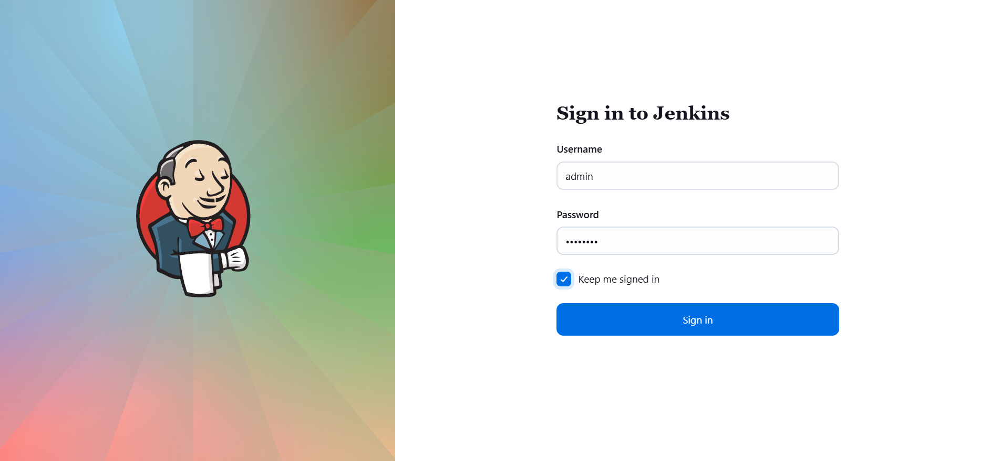 Sign in to Jenkins
Username
admin
Password
••••••••
Keep me signed in
Sign in